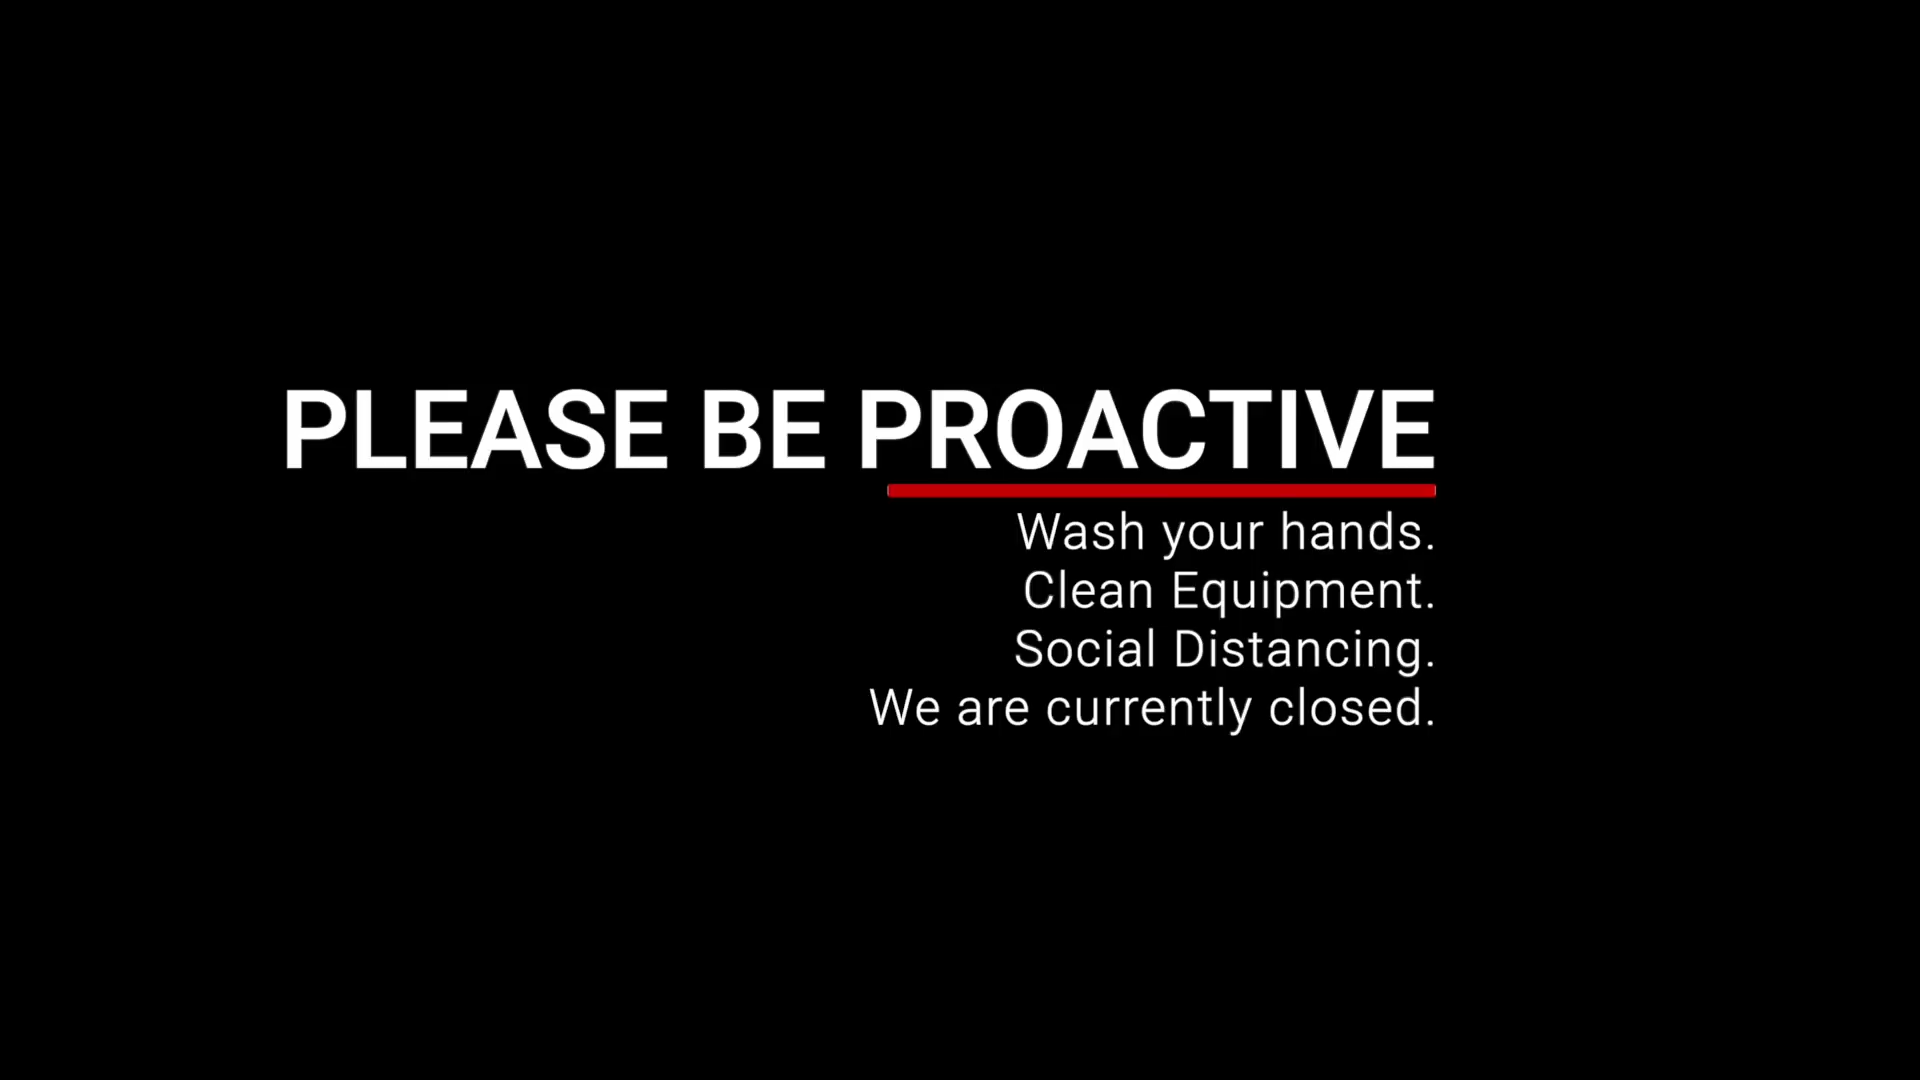 PLEASE BE PROACTIVE
Wash your hands.
Clean Equipment.
Social Distancing.
We are currently closed.